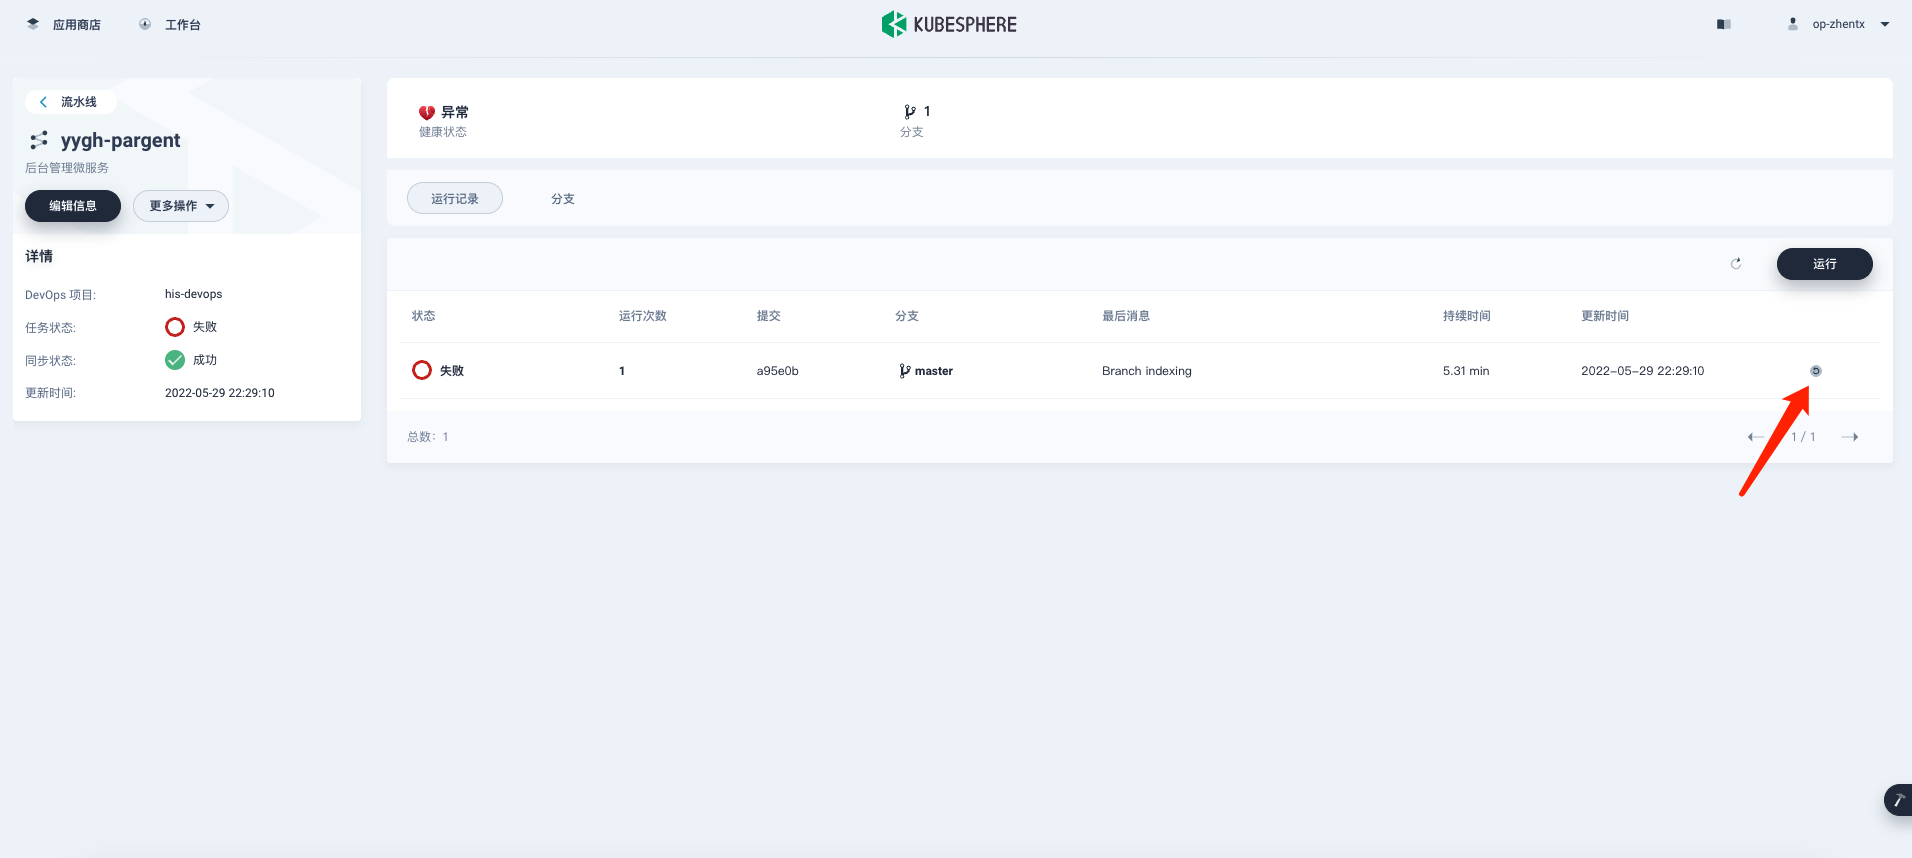 应用商店
工作台
KUBESPHERE
op-zhentx
流水线
yygh-pargent
后台管理微服务
编辑信息
更多操作
详情
DevOps 项目:
his-devops
任务状态:
失败
同步状态:
成功
更新时间:
2022-05-29 22:29:10
异常
健康状态
1
分支
运行记录
分支
运行
状态
运行次数
提交
分支
最后消息
持续时间
更新时间
失败
1
a95e0b
master
Branch indexing
5.31 min
2022-05-29 22:29:10
总数: 1
1 / 1